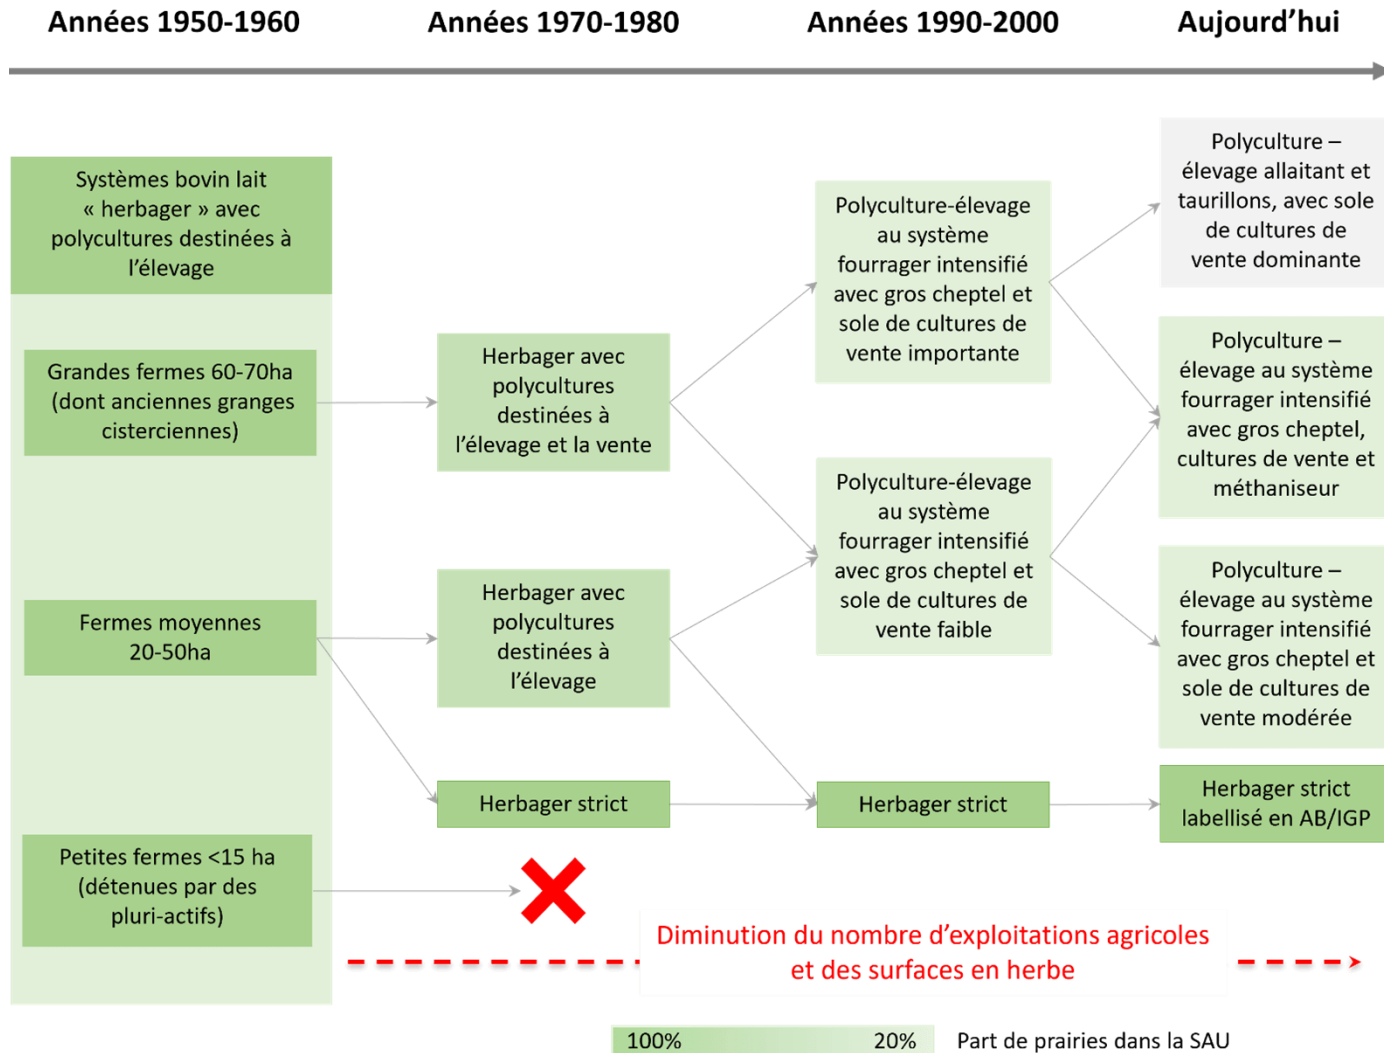 Années 1950-1960
Années 1970-1980
Années 1990-2000
Aujourd’hui
Systèmes bovin lait
« herbager » avec
polycultures destinées à
l’élevage
Grandes fermes 60-70ha
(dont anciennes granges
cisterciennes)
Fermes moyennes
20-50ha
Petites fermes <15 ha
(détenues par des
pluri-actifs)
Herbager avec
polycultures
destinées à
l’élevage et la vente
Herbager avec
polycultures
destinées à
l’élevage
Herbager strict
Polyculture-élevage
au système
fourrager intensifié
avec gros cheptel et
sole de cultures de
vente importante
Polyculture-élevage
au système
fourrager intensifié
avec gros cheptel et
sole de cultures de
vente faible
Herbager strict
Polyculture –
élevage allaitant et
taurillons, avec sole
de cultures de
vente dominante
Polyculture –
élevage au système
fourrager intensifié
avec gros cheptel,
cultures de vente et
méthaniseur
Polyculture –
élevage au système
fourrager intensifié
avec gros cheptel et
sole de cultures de
vente modérée
Herbager strict
labellisé en AB/IGP
Diminution du nombre d’exploitations agricoles
et des surfaces en herbe
100%
20%
Part de prairies dans la SAU